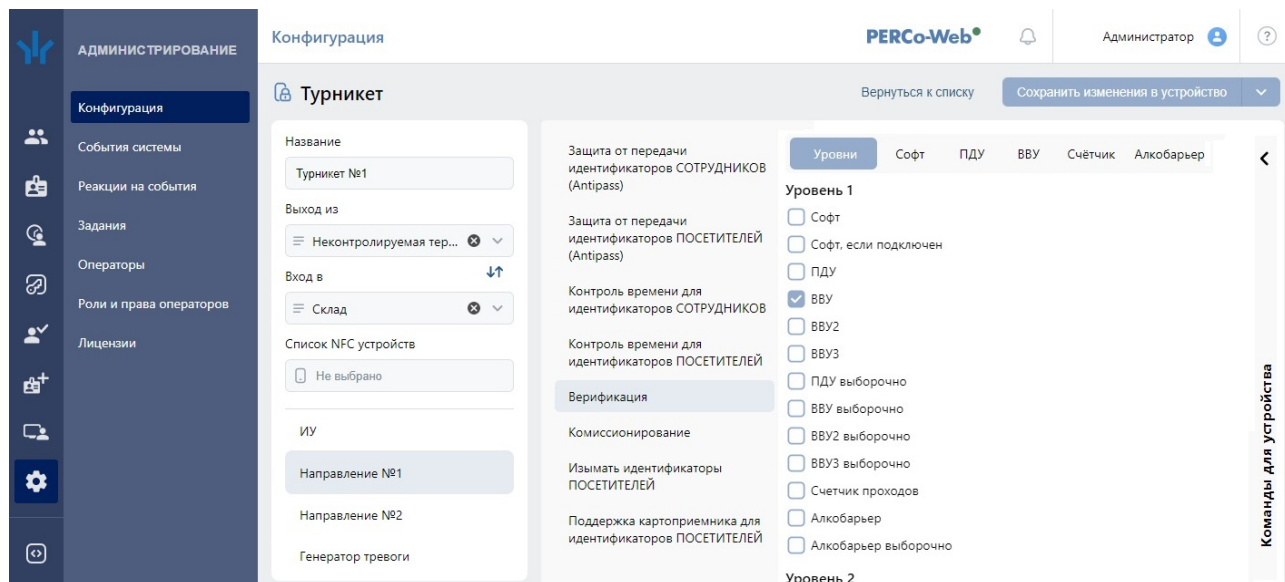 АДМИНИСТРИРОВАНИЕ
Конфигурация
События системы
Реакции на события
Задания
Операторы
Роли и права операторов
Лицензии
Конфигурация
PERCo-Web
Администратор
?
Турникет
Вернуться к списку
Сохранить изменения в устройство
Название
Турникет №1
Выход из
Неконтролируемая тер...
Вход в
Склад
Список NFC устройств
Не выбрано
ИУ
Направление №1
Направление №2
Генератор тревоги
Защита от передачи
идентификаторов СОТРУДНИКОВ
(Antipass)
Защита от передачи
идентификаторов ПОСЕТИТЕЛЕЙ
(Antipass)
Контроль времени для
идентификаторов СОТРУДНИКОВ
Контроль времени для
идентификаторов ПОСЕТИТЕЛЕЙ
Верификация
Комиссионирование
Изымать идентификаторы
ПОСЕТИТЕЛЕЙ
Поддержка картоприемника для
идентификаторов ПОСЕТИТЕЛЕЙ
Уровни Софт ПДУ ВВУ Счётчик Алкобарьер
Уровень 1
Софт
Софт, если подключен
ПДУ
ВВУ
ВВУ2
ВВУ3
ПДУ выборочно
ВВУ выборочно
ВВУ2 выборочно
ВВУ3 выборочно
Счетчик проходов
Алкобарьер
Алкобарьер выборочно
Уровень 2
Команды для устройства